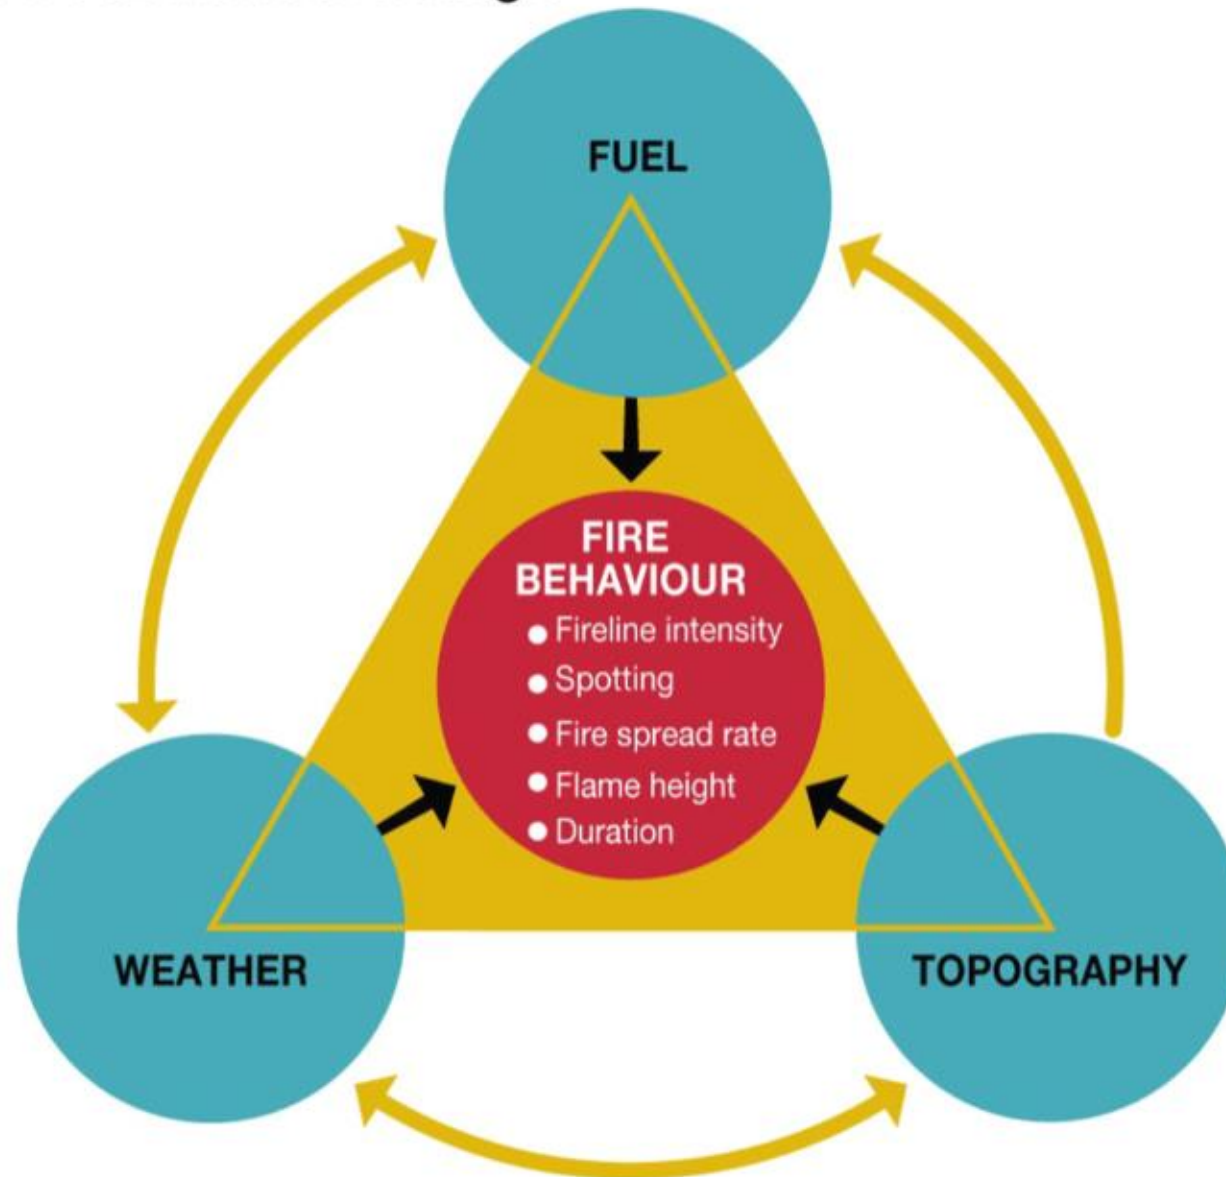 FUEL
FIRE
BEHAVIOUR
Fireline intensity
Spotting
Fire spread rate
Flame height
Duration
WEATHER
TOPOGRAPHY